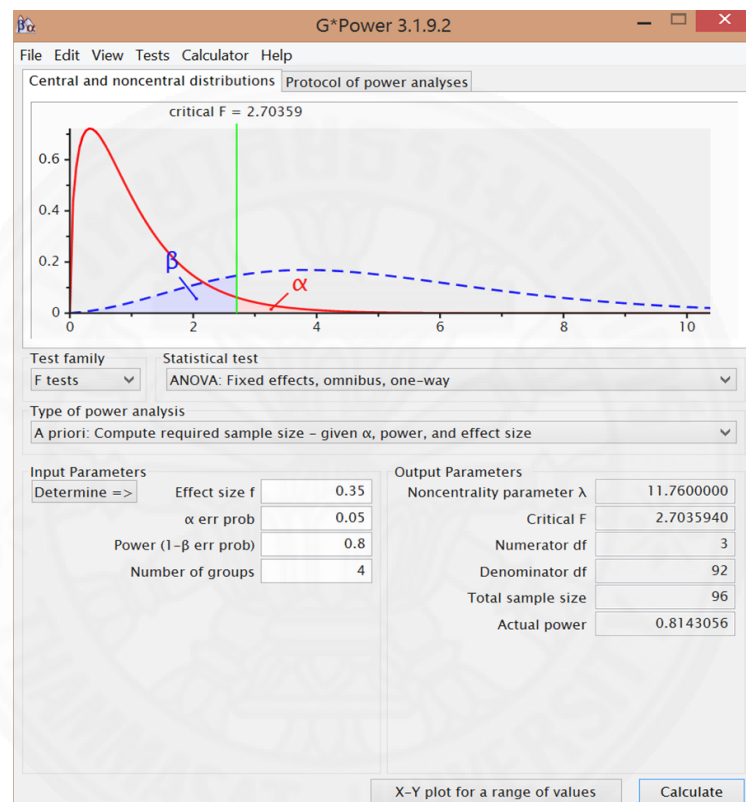 βα G*Power 3.1.9.2
File Edit View Tests Calculator Help
Central and noncentral distributions Protocol of power analyses
critical F = 2.70359
0.6
0.4
0.2
β
α
0
0 2 4 6 8 10
Test family Statistical test
F tests ANOVA: Fixed effects, omnibus, one-way
Type of power analysis
A priori: Compute required sample size – given α, power, and effect size
Input Parameters Output Parameters
Determine => Effect size f 0.35 Noncentrality parameter λ 11.7600000
α err prob 0.05 Critical F 2.7035940
Power (1-β err prob) 0.8 Numerator df 3
Number of groups 4 Denominator df 92
Total sample size 96
Actual power 0.8143056
X-Y plot for a range of values Calculate